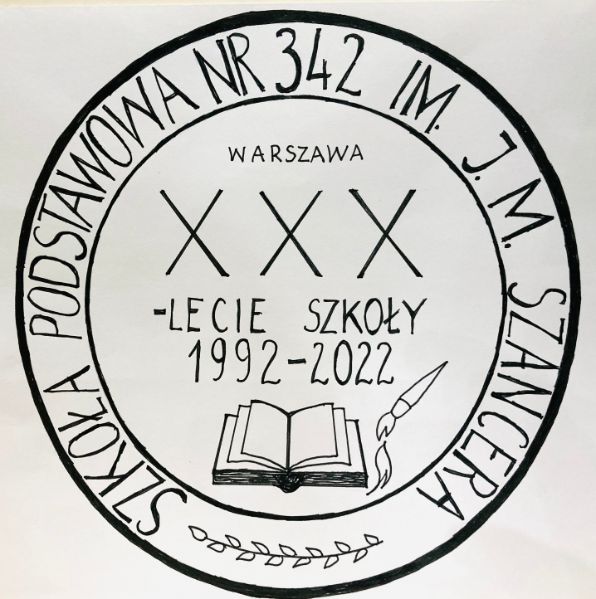 SZKOŁA PODSTAWOWA NR 342 IM. J. M. SZANCERA
WARSZAWA
XXX
-LECIE SZKOŁY
1992-2022